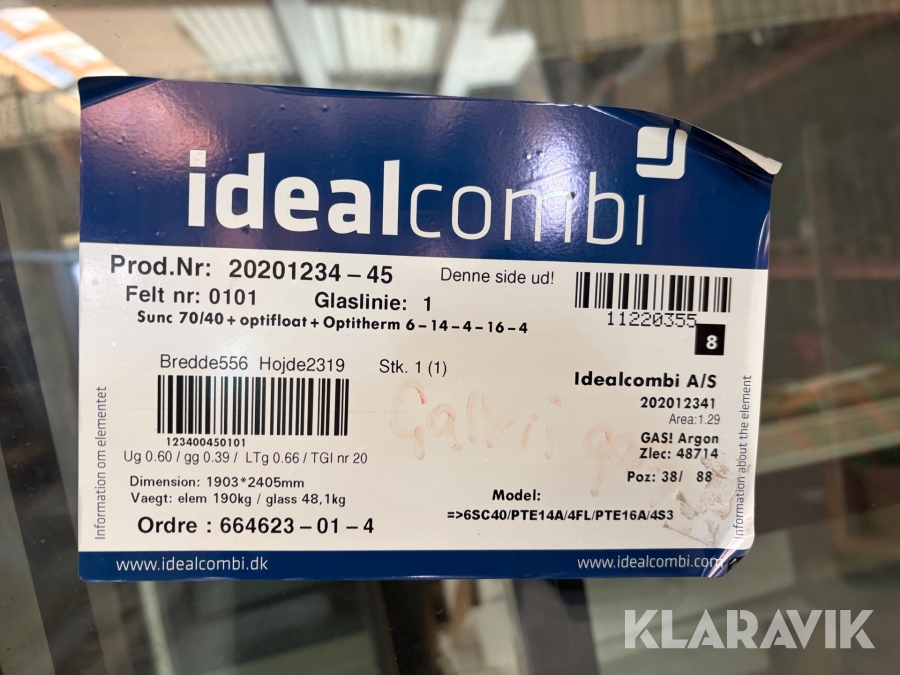 idealcombi
Prod.Nr: 20201234-45
Denne side ud!
Felt nr: 0101 Glaslinie: 1
Sunc 70/40+optifloat+Optitherm 6-14-4-16-4
11220355
8
Bredde556 Hojde2319 Stk. 1 (1)
123400450101
Ug 0.60 / gg 0.39 / LTg 0.66 / TGI nr 20
Dimension: 1903*2405mm
Vaegt: elem 190kg / glass 48,1kg
Ordre : 664623-01-4
Idealcombi A/S
202012341
Area:1.29
GAS! Argon
Zlec: 48714
Poz: 38/ 88
Model:
=>6SC40/PTE14A/4FL/PTE16A/4S3
Galleri
Information om elementet
Information about the element
www.idealcombi.dk
www.idealcombi.com
KLARAVIK